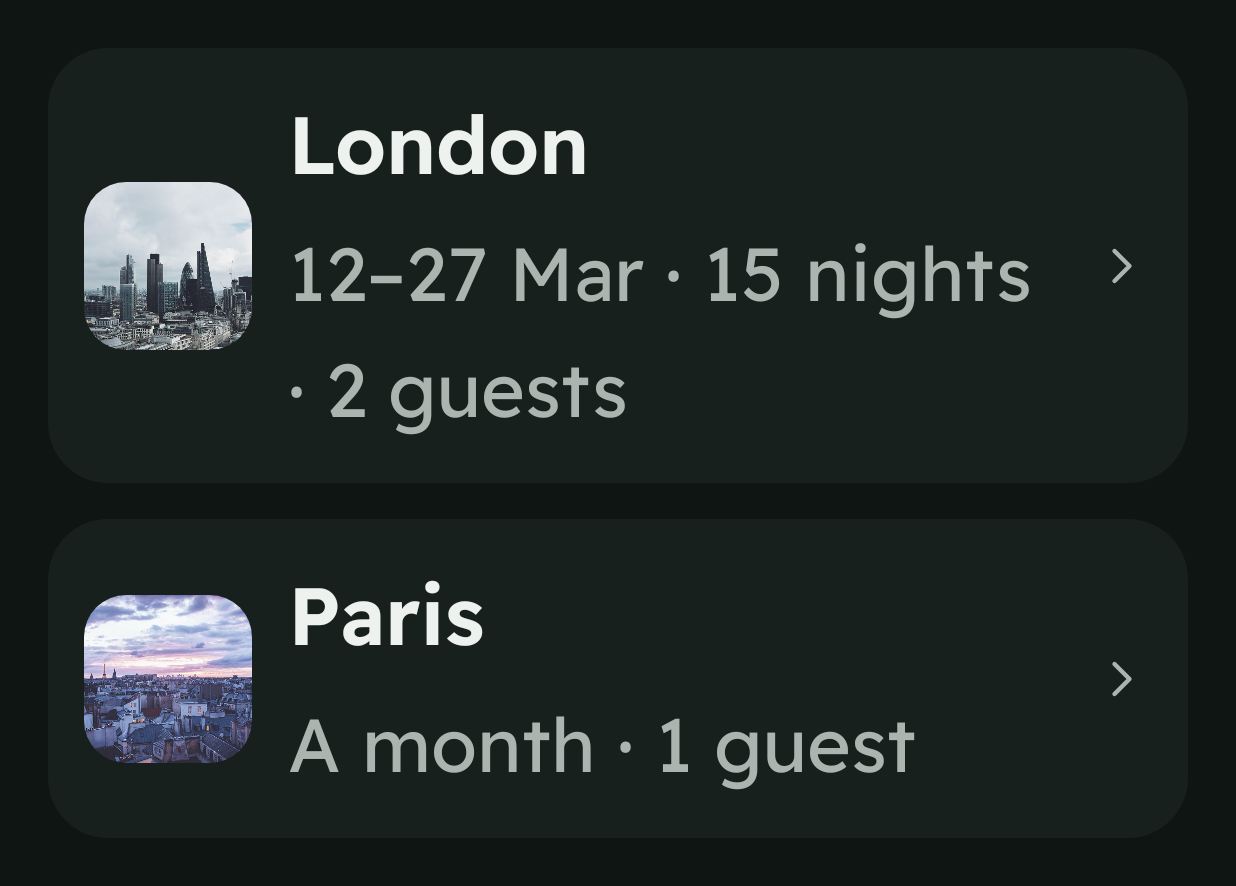 London
12–27 Mar · 15 nights
· 2 guests
Paris
A month · 1 guest